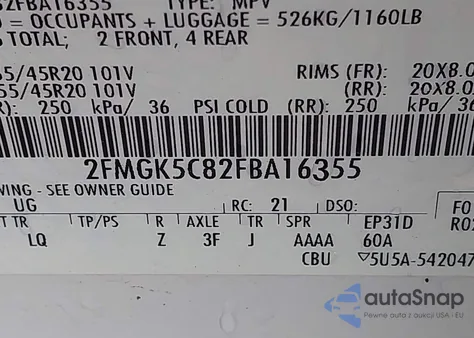 2FBA16355 TYPE: MPV
= OCCUPANTS + LUGGAGE = 526KG/1160LB
TOTAL; 2 FRONT, 4 REAR
55/45R20 101V RIMS (FR): 20X8.0
55/45R20 101V (RR): 20X8.0
R): 250 kPa/ 36 PSI COLD (RR): 250 kPa/ 36
2FMGK5C82FBA16355
WING - SEE OWNER GUIDE
UG RC: 21 DSO: FO
T TR TP/PS R AXLE TR SPR EP31D R02
LQ Z 3F J AAAA 60A
CBU ▽5U5A-542047
autoSnap
Pewne auta z aukcji USA - EU